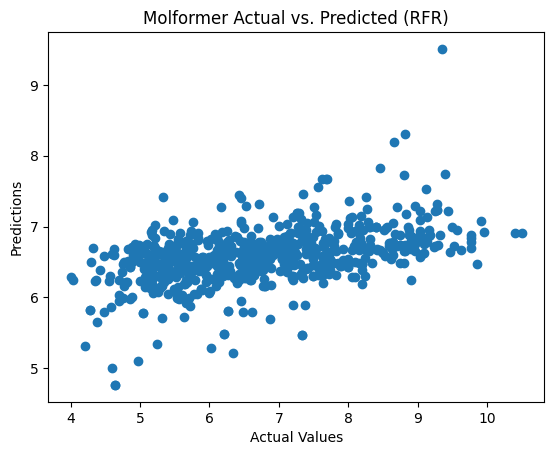 Molformer Actual vs. Predicted (RFR)
9
8
7
6
5
Predictions
4 5 6 7 8 9 10
Actual Values